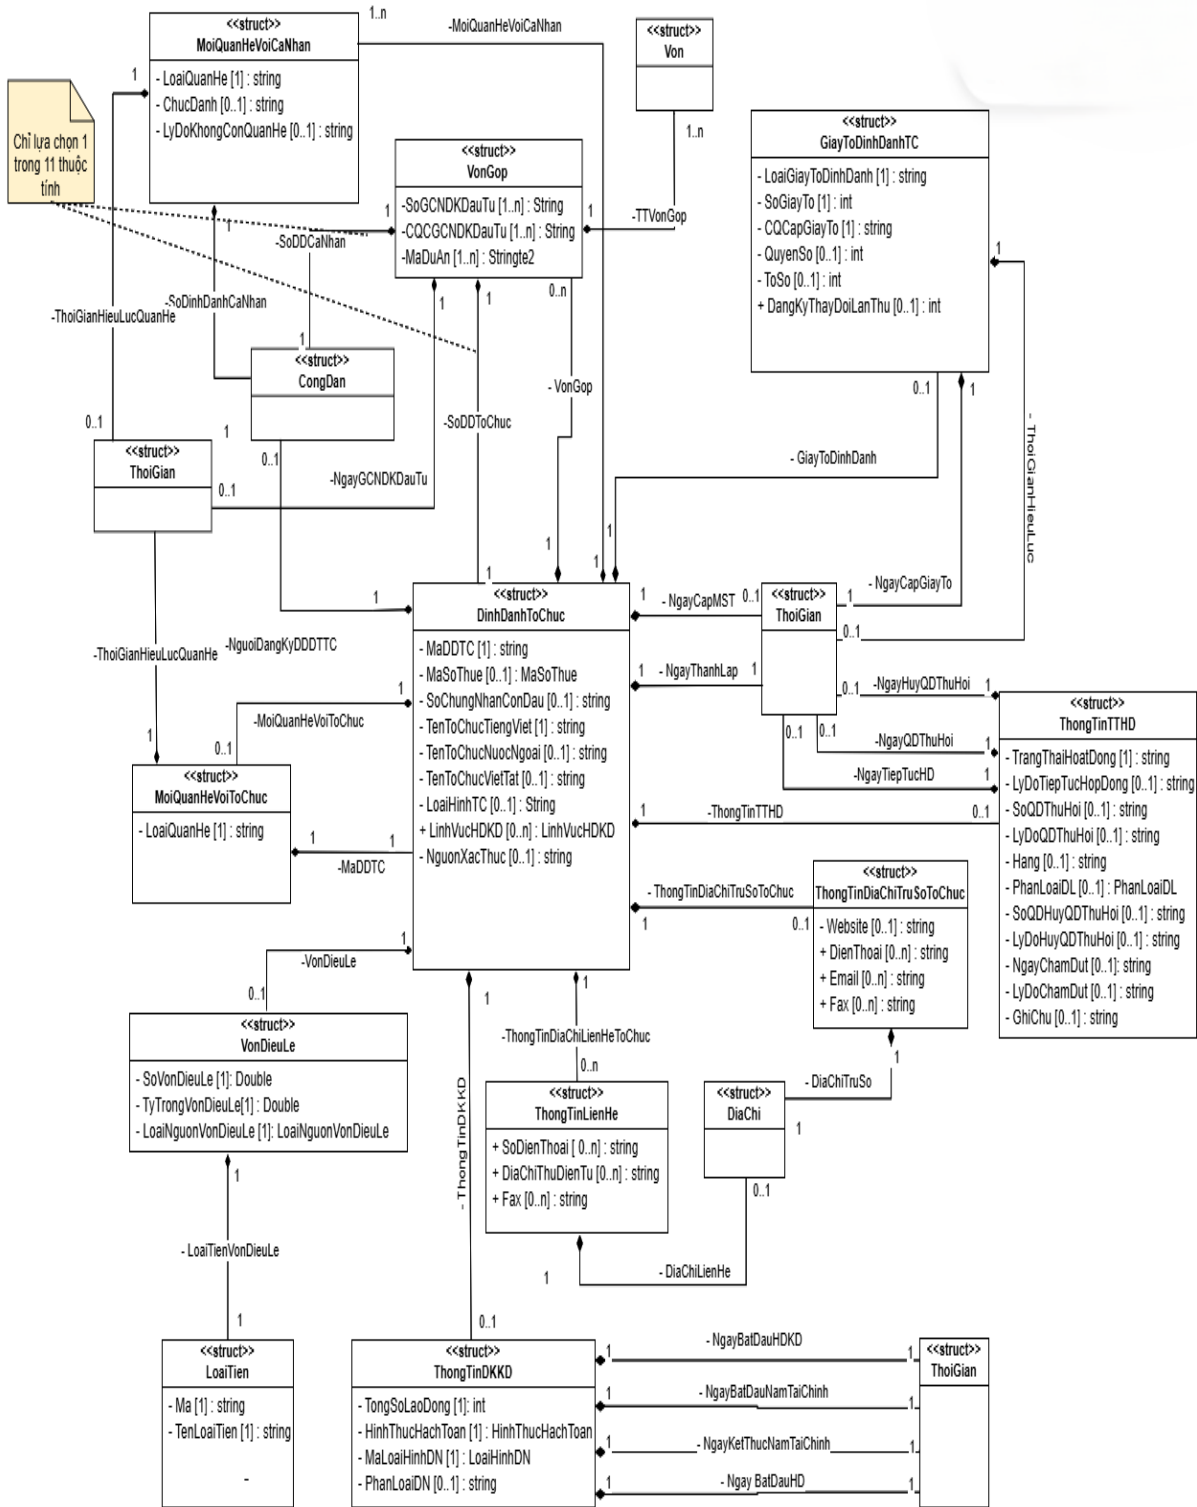 <<struct>>
MoiQuanHeVoiCaNhan
- LoaiQuanHe [1] : string
- ChucDanh [0..1] : string
- LyDoKhongConQuanHe [0..1] : string
1..n
-MoiQuanHeVoiCaNhan
<<struct>>
Von
1..n
-TTVonGop
1
1
Chỉ lựa chọn 1
trong 11 thuộc
tính
<<struct>>
VonGop
-SoGCNDKDauTu [1..n] : String
-CQCGCNDKDauTu [1..n] : String
-MaDuAn [1..n] : Stringte2
1
1
1
0..n
<<struct>>
GiayToDinhDanhTC
- LoaiGiayToDinhDanh [1] : string
- SoGiayTo [1] : int
- CQCapGiayTo [1] : string
- QuyenSo [0..1] : int
- ToSo [0..1] : int
+ DangKyThayDoiLanThu [0..1] : int
1
0..1
1
1
-SoDDCaNhan
-SoDinhDanhCaNhan
-ThoiGianHieuLucQuanHe
1
<<struct>>
CongDan
0..1
- VonGop
-SoDDToChuc
- GiayToDinhDanh
- ThoiGianHieuLuc
0..1
1
<<struct>>
ThoiGian
0..1
-NgayGCNDKDauTu
1
1
1
1
1
<<struct>>
DinhDanhToChuc
- MaDDTC [1] : string
- MaSoThue [0..1] : MaSoThue
- SoChungNhanConDau [0..1] : string
- TenToChucTiengViet [1] : string
- TenToChucNuocNgoai [0..1] : string
- TenToChucVietTat [0..1] : string
- LoaiHinhTC [0..1] : String
+ LinhVucHDKD [0..n] : LinhVucHDKD
- NguonXacThuc [0..1] : string
1
- NgayCapMST
0..1
<<struct>>
ThoiGian
1
- NgayCapGiayTo
0..1
1
- NgayThanhLap
1
-NguoiDangKyDDDTTC
-ThoiGianHieuLucQuanHe
1
-MoiQuanHeVoiToChuc
0..1
1
0..1
-NgayHuyQDThuHoi
1
0..1
0..1
-NgayQDThuHoi
1
-NgayTiepTucHD
1
<<struct>>
ThongTinTTHD
- TrangThaiHoatDong [1] : string
- LyDoTiepTucHopDong [0..1] : string
- SoQDThuHoi [0..1] : string
- LyDoQDThuHoi [0..1] : string
- Hang [0..1] : string
- PhanLoaiDL [0..1] : PhanLoaiDL
- SoQDHuyQDThuHoi [0..1] : string
- LyDoHuyQDThuHoi [0..1] : string
- NgayChamDut [0..1]: string
- LyDoChamDut [0..1] : string
- GhiChu [0..1] : string
1
-ThongTinTTHD
0..1
<<struct>>
MoiQuanHeVoiToChuc
- LoaiQuanHe [1] : string
1
1
-MaDDTC
- ThongTinDiaChiTruSoToChuc
1
0..1
<<struct>>
ThongTinDiaChiTruSoToChuc
- Website [0..1] : string
+ DienThoai [0..n] : string
+ Email [0..n] : string
+ Fax [0..n] : string
1
- DiaChiTruSo
1
1
-VonDieuLe
0..1
<<struct>>
VonDieuLe
- SoVonDieuLe [1]: Double
- TyTrongVonDieuLe[1] : Double
- LoaiNguonVonDieuLe [1]: LoaiNguonVonDieuLe
1
- LoaiTienVonDieuLe
1
1
- ThongTinDKKD
0..1
1
-ThongTinDiaChiLienHeToChuc
0..n
<<struct>>
ThongTinLienHe
+ SoDienThoai [ 0..n] : string
+ DiaChiThuDienTu [0..n] : string
+ Fax [0..n] : string
1
- DiaChiLienHe
<<struct>>
DiaChi
0..1
<<struct>>
LoaiTien
- Ma [1] : string
- TenLoaiTien [1] : string
-
<<struct>>
ThongTinDKKD
- TongSoLaoDong [1]: int
- HinhThucHachToan [1] : HinhThucHachToan
- MaLoaiHinhDN [1] : LoaiHinhDN
- PhanLoaiDN [0..1] : string
1
- NgayBatDauHDKD
1
1
- NgayBatDauNamTaiChinh
1
1
- NgayKetThucNamTaiChinh
1
1
- Ngay BatDauHD
1
<<struct>>
ThoiGian